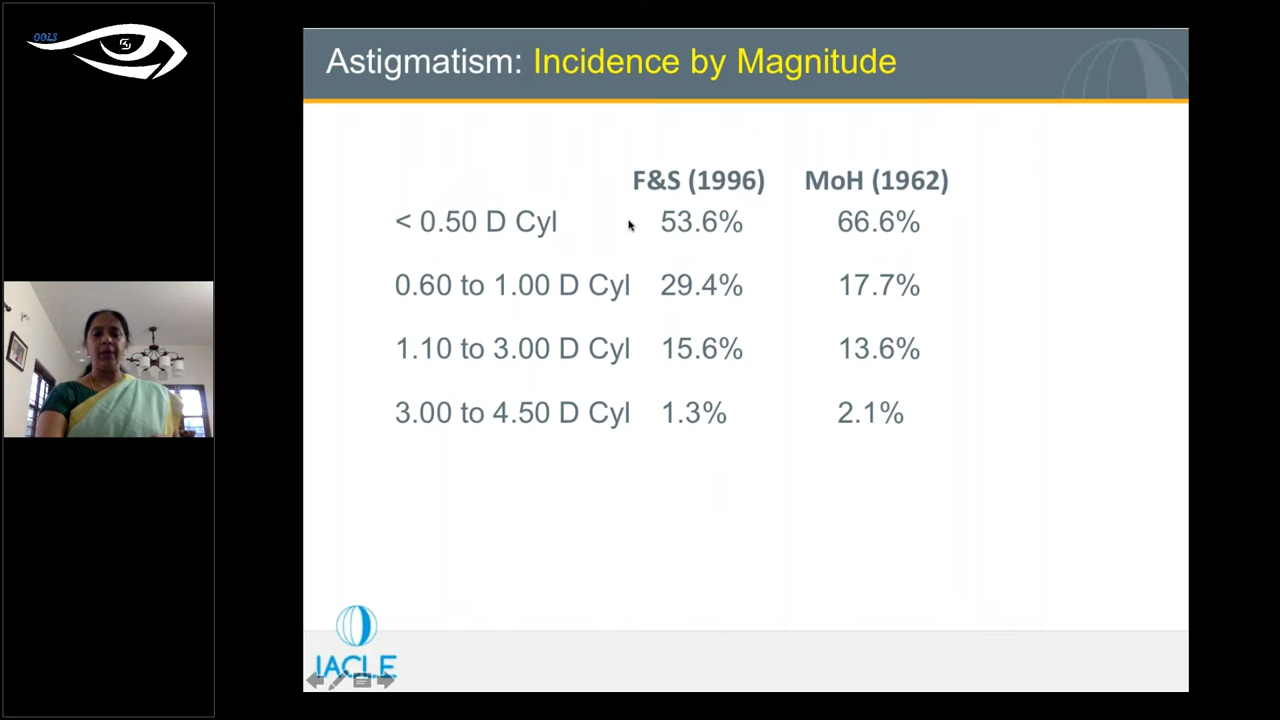 OOLS
Astigmatism: Incidence by Magnitude
F&S (1996) MoH (1962)
< 0.50 D Cyl 53.6% 66.6%
0.60 to 1.00 D Cyl 29.4% 17.7%
1.10 to 3.00 D Cyl 15.6% 13.6%
3.00 to 4.50 D Cyl 1.3% 2.1%
IACLE